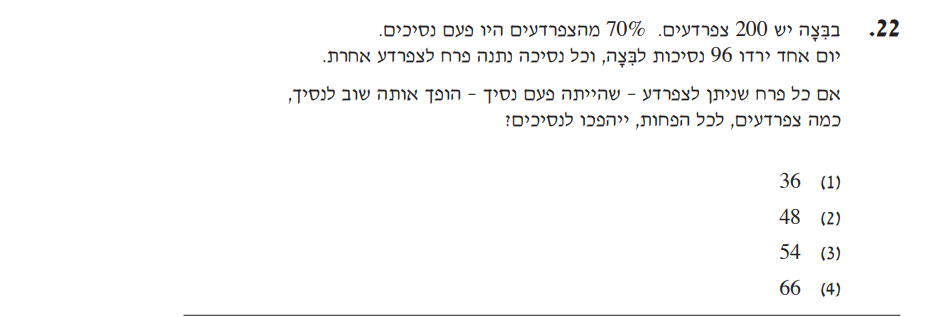 22. בבִּצָה יש 200 צפרדעים. 70% מהצפרדעים היו פעם נסיכים.
יום אחד ירדו 96 נסיכות לבִּצָה, וכל נסיכה נתנה פרח לצפרדע אחרת.
אם כל פרח שניתן לצפרדע – שהייתה פעם נסיך – הופך אותה שוב לנסיך,
כמה צפרדעים, לכל הפחות, ייהפכו לנסיכים?
(1) 36
(2) 48
(3) 54
(4) 66